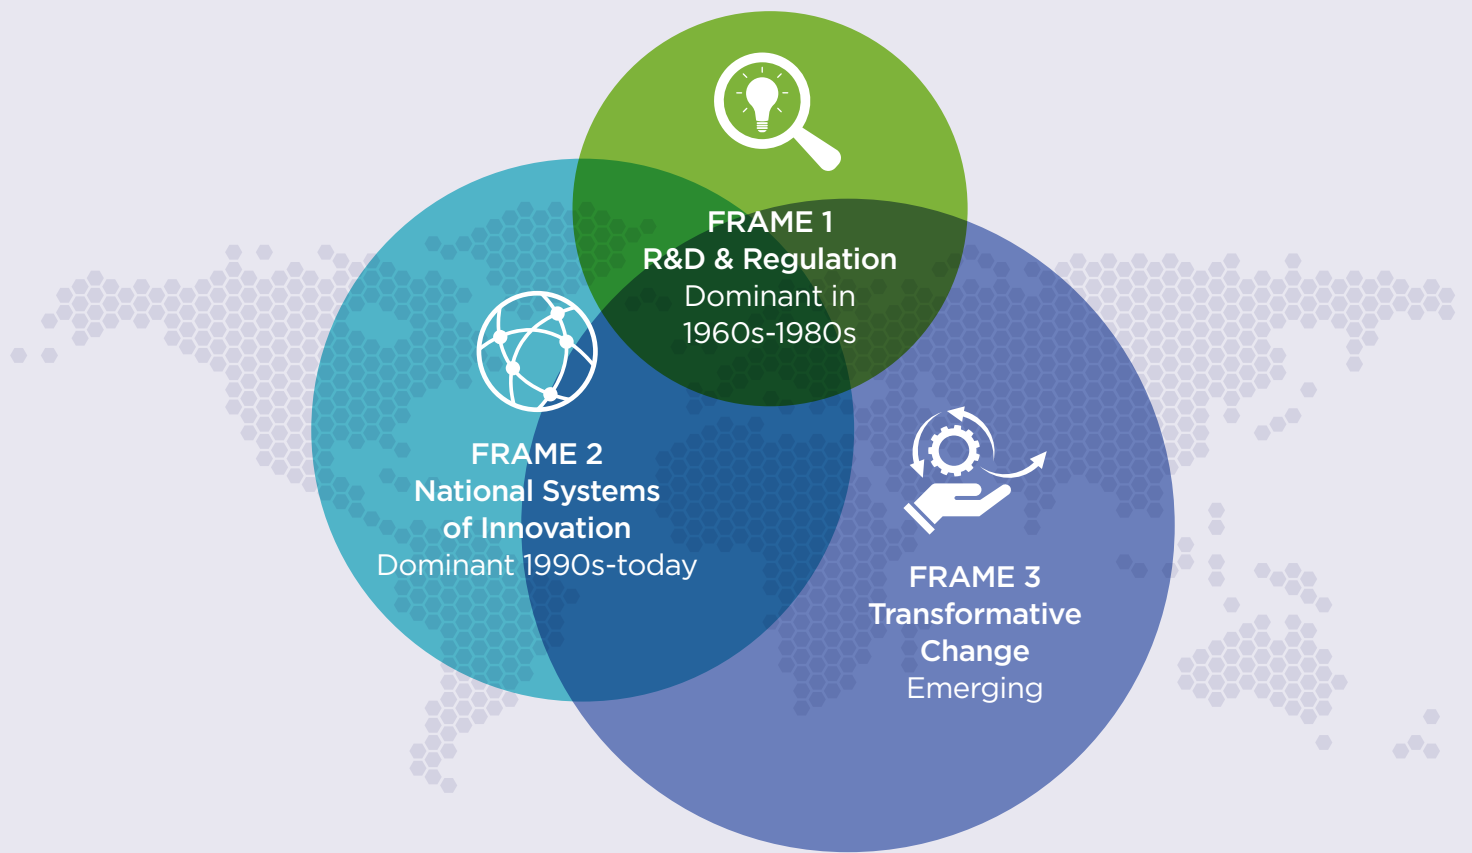 FRAME 1
R&D & Regulation
Dominant in
1960s-1980s
FRAME 2
National Systems
of Innovation
Dominant 1990s-today
FRAME 3
Transformative
Change
Emerging